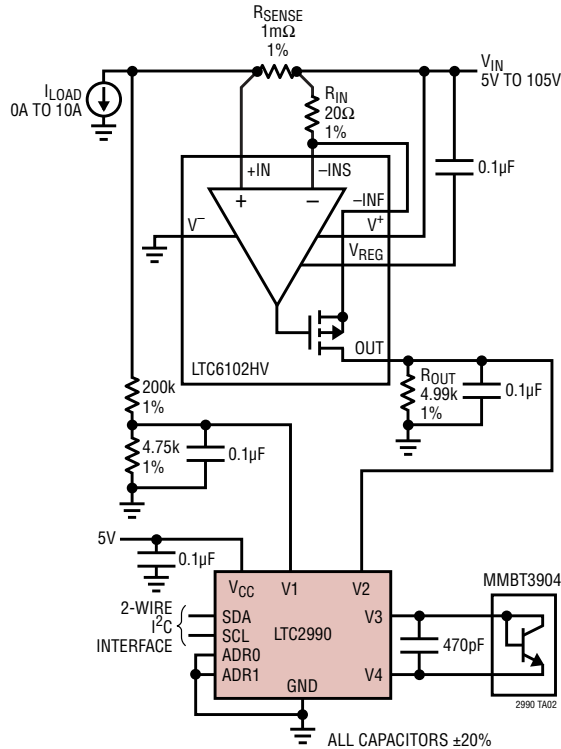 RSENSE
1mΩ
1%
VIN
5V TO 105V
ILOAD
0A TO 10A
RIN
20Ω
1%
0.1µF
+IN
–INS
–INF
+
–
V–
V+
VREG
OUT
LTC6102HV
200k
1%
ROUT
4.99k
1%
0.1µF
4.75k
1%
0.1µF
5V
0.1µF
VCC
V1
V2
MMBT3904
2-WIRE
I2C
INTERFACE
SDA
SCL
ADR0
ADR1
LTC2990
V3
V4
GND
470pF
2990 TA02
ALL CAPACITORS ±20%